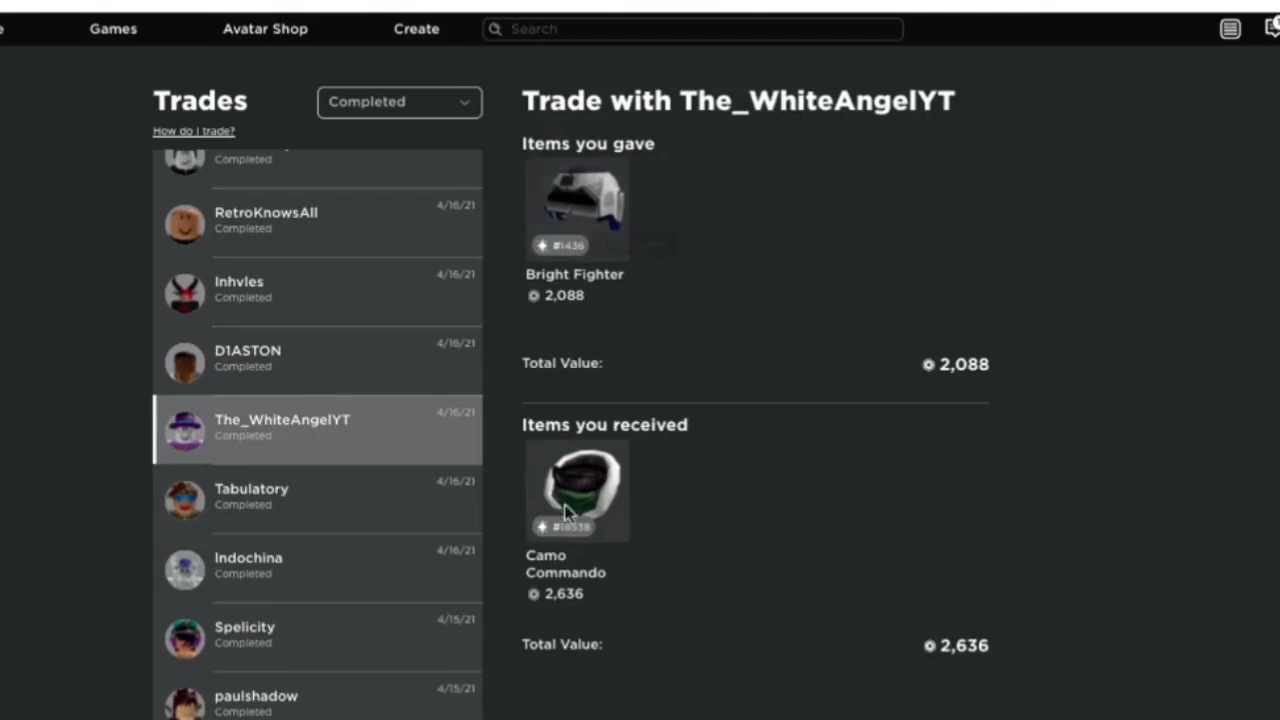 e
Games
Avatar Shop
Create
Search
Trades
Completed
How do I trade?
Completed
RetroKnowsAll
4/16/21
Completed
Inhvles
4/16/21
Completed
D1ASTON
4/16/21
Completed
The_WhiteAngelYT
4/16/21
Completed
Tabulatory
4/16/21
Completed
Indochina
4/16/21
Completed
Spelicity
4/15/21
Completed
paulshadow
4/15/21
Completed
Trade with The_WhiteAngelYT
Items you gave
#1436
Bright Fighter
2,088
Total Value:
2,088
Items you received
#18538
Camo
Commando
2,636
Total Value:
2,636